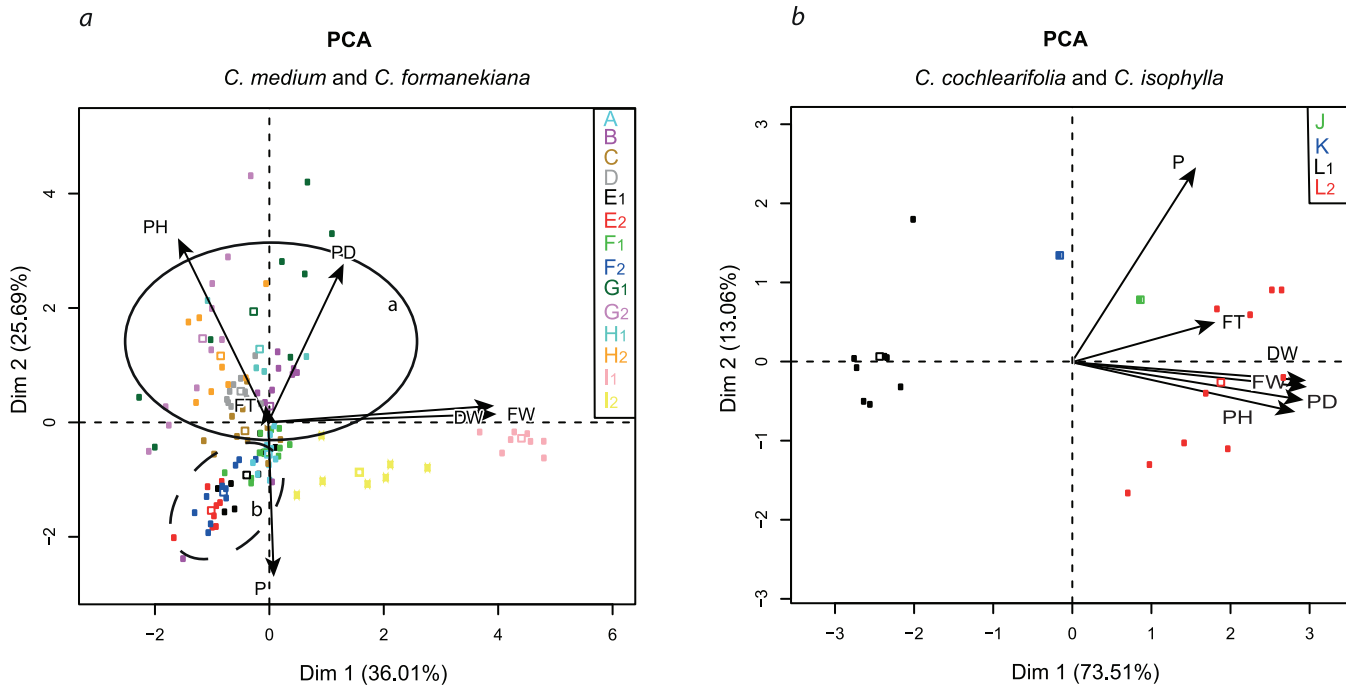 a
PCA
C. medium and C. formanekiana
A
B
C
D
E1
E2
F1
F2
G1
G2
H1
H2
I1
I2
PH
PD
a
FT
DW
FW
b
P
4
2
0
−2
Dim 2 (25.69%)
−2 0 2 4 6
Dim 1 (36.01%)
b
PCA
C. cochlearifolia and C. isophylla
J
K
L1
L2
P
FT
DW
FW
PD
PH
3
2
1
0
−1
−2
−3
Dim 2 (13.06%)
−3 −2 −1 0 1 2 3
Dim 1 (73.51%)